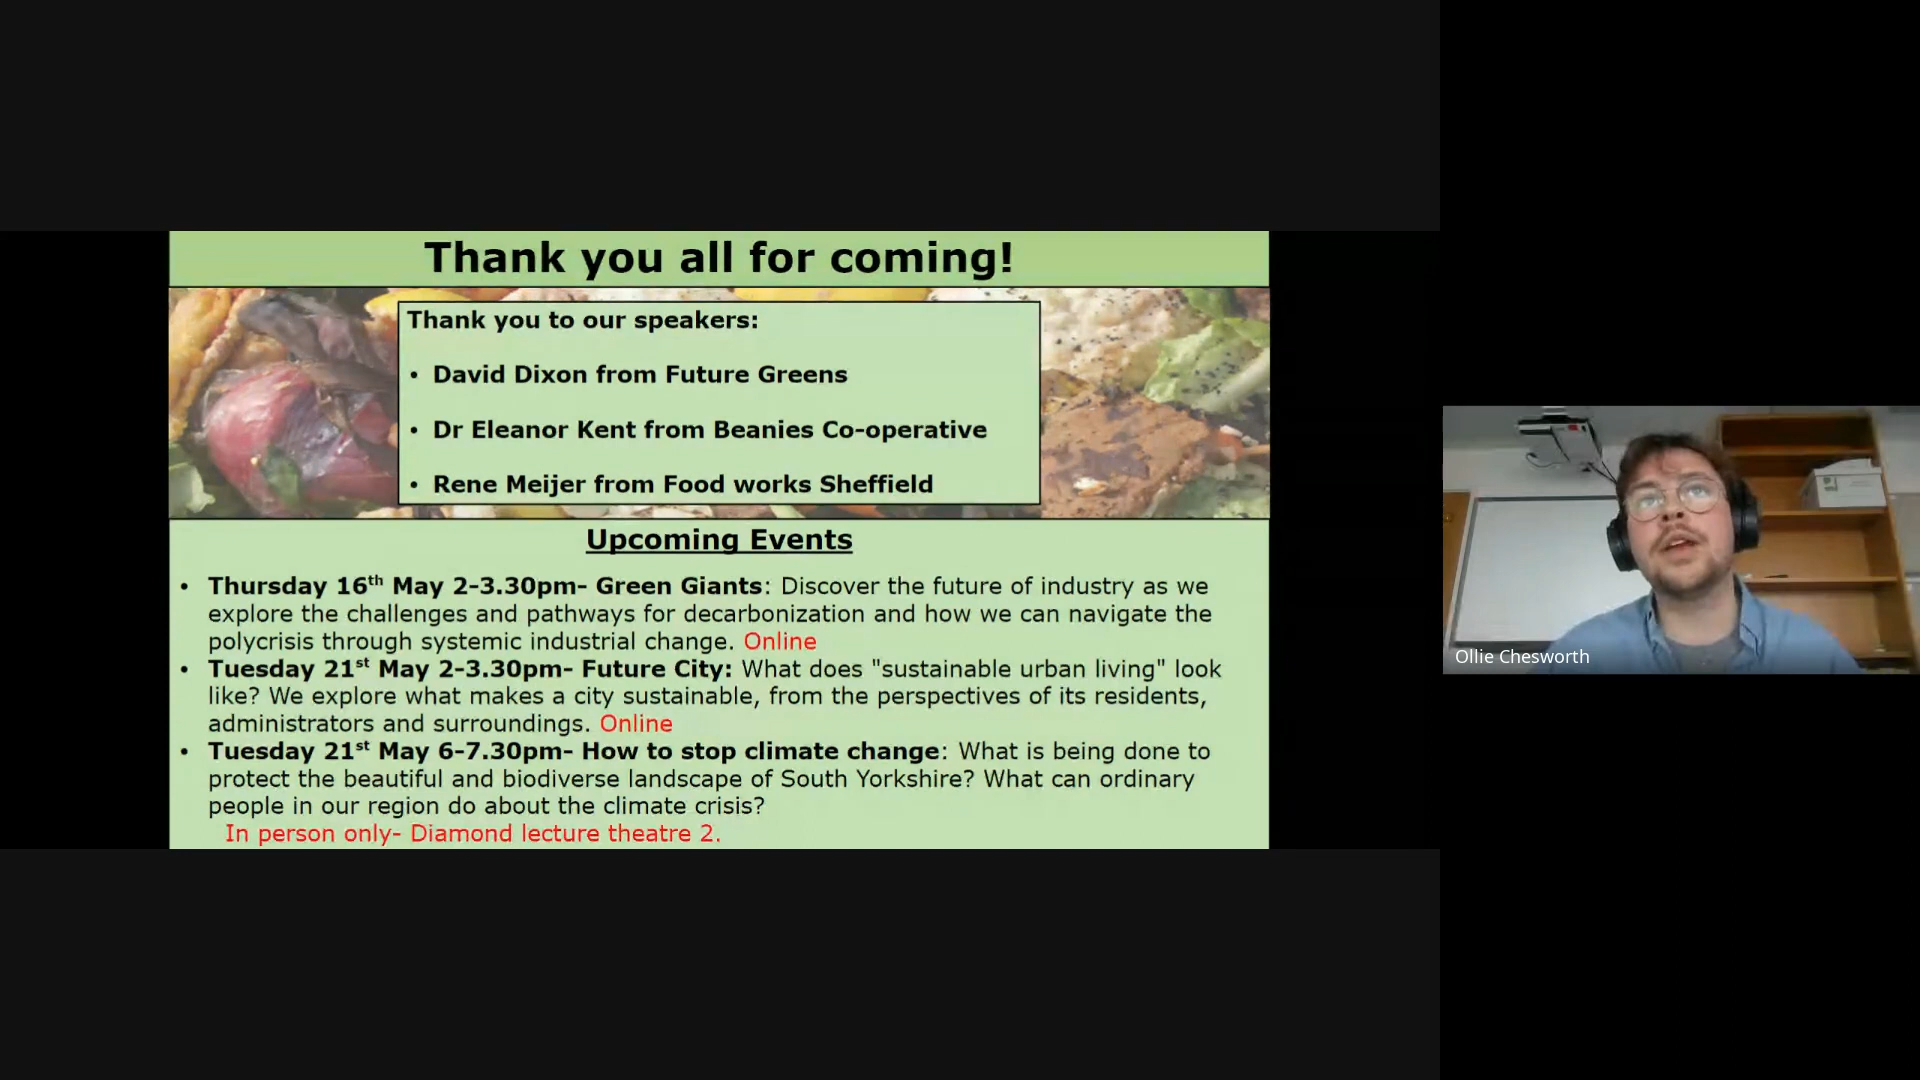 Thank you all for coming!
Thank you to our speakers:
• David Dixon from Future Greens
• Dr Eleanor Kent from Beanies Co-operative
• Rene Meijer from Food works Sheffield
Upcoming Events
• Thursday 16th May 2-3.30pm- Green Giants: Discover the future of industry as we
explore the challenges and pathways for decarbonization and how we can navigate the
polycrisis through systemic industrial change. Online
• Tuesday 21st May 2-3.30pm- Future City: What does "sustainable urban living" look
like? We explore what makes a city sustainable, from the perspectives of its residents,
administrators and surroundings. Online
• Tuesday 21st May 6-7.30pm- How to stop climate change: What is being done to
protect the beautiful and biodiverse landscape of South Yorkshire? What can ordinary
people in our region do about the climate crisis?
In person only- Diamond lecture theatre 2.
Ollie Chesworth